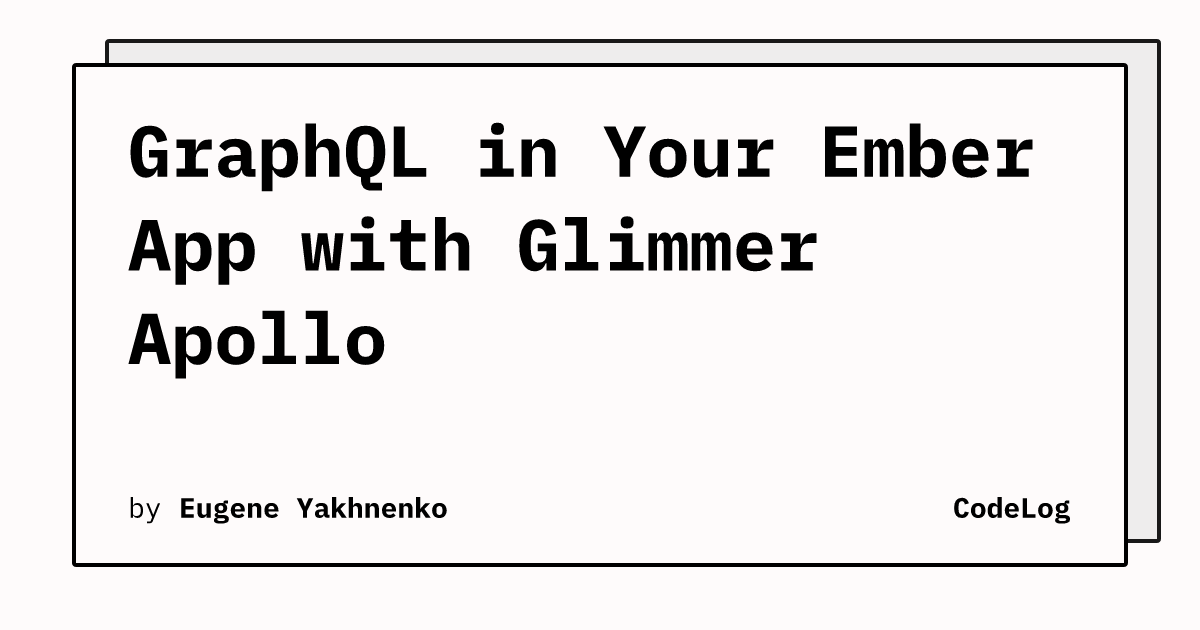 GraphQL in Your Ember
App with Glimmer
Apollo
by Eugene Yakhnenko
CodeLog